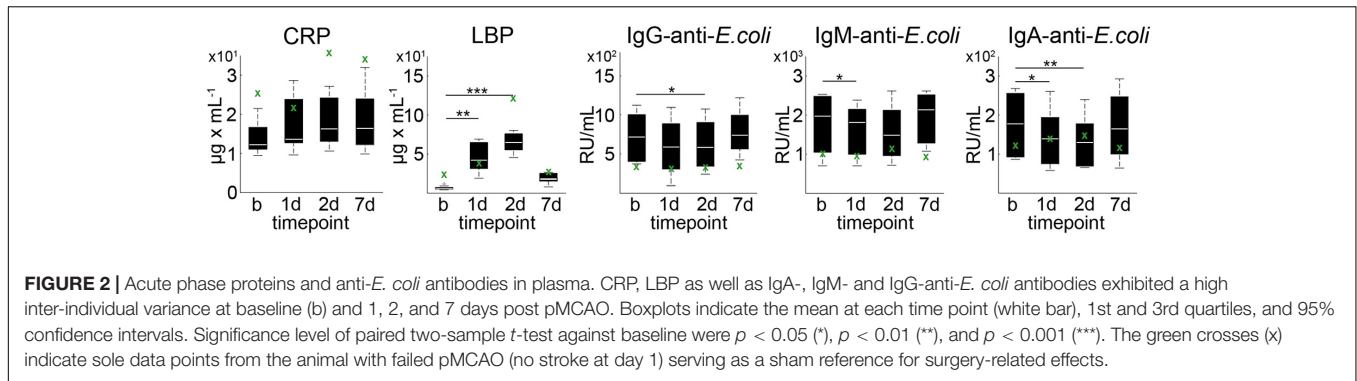 CRP LBP IgG-anti-E.coli IgM-anti-E.coli IgA-anti-E.coli
x10¹ x10¹ x10² x10³ x10²
3 15 15 3 3
2 10 10 2 2
1 5 5 1 1
0
µg x mL⁻¹ µg x mL⁻¹ RU/mL RU/mL RU/mL
** *** * * * **
x x x x x x x x x x x x x x x x x x x x
b 1d 2d 7d b 1d 2d 7d b 1d 2d 7d b 1d 2d 7d b 1d 2d 7d
timepoint timepoint timepoint timepoint timepoint
FIGURE 2 | Acute phase proteins and anti-E. coli antibodies in plasma. CRP, LBP as well as IgA-, IgM- and IgG-anti-E. coli antibodies exhibited a high
inter-individual variance at baseline (b) and 1, 2, and 7 days post pMCAO. Boxplots indicate the mean at each time point (white bar), 1st and 3rd quartiles, and 95%
confidence intervals. Significance level of paired two-sample t-test against baseline were p < 0.05 (*), p < 0.01 (**), and p < 0.001 (***). The green crosses (x)
indicate sole data points from the animal with failed pMCAO (no stroke at day 1) serving as a sham reference for surgery-related effects.